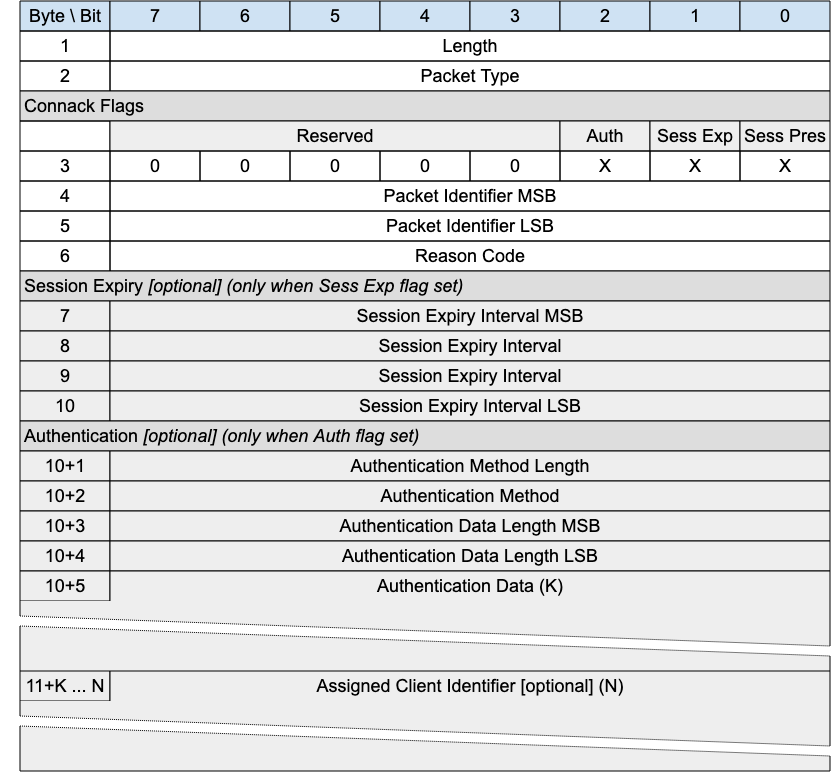 Byte \ Bit 7 6 5 4 3 2 1 0
1 Length
2 Packet Type
Connack Flags
Reserved Auth Sess Exp Sess Pres
3 0 0 0 0 0 X X X
4 Packet Identifier MSB
5 Packet Identifier LSB
6 Reason Code
Session Expiry [optional] (only when Sess Exp flag set)
7 Session Expiry Interval MSB
8 Session Expiry Interval
9 Session Expiry Interval
10 Session Expiry Interval LSB
Authentication [optional] (only when Auth flag set)
10+1 Authentication Method Length
10+2 Authentication Method
10+3 Authentication Data Length MSB
10+4 Authentication Data Length LSB
10+5 Authentication Data (K)
11+K ... N Assigned Client Identifier [optional] (N)